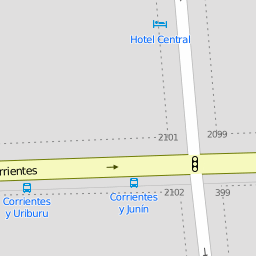 Hotel Central
2101
2099
rrientes
Corrientes
y Uriburu
Corrientes
y Junín
2102
399